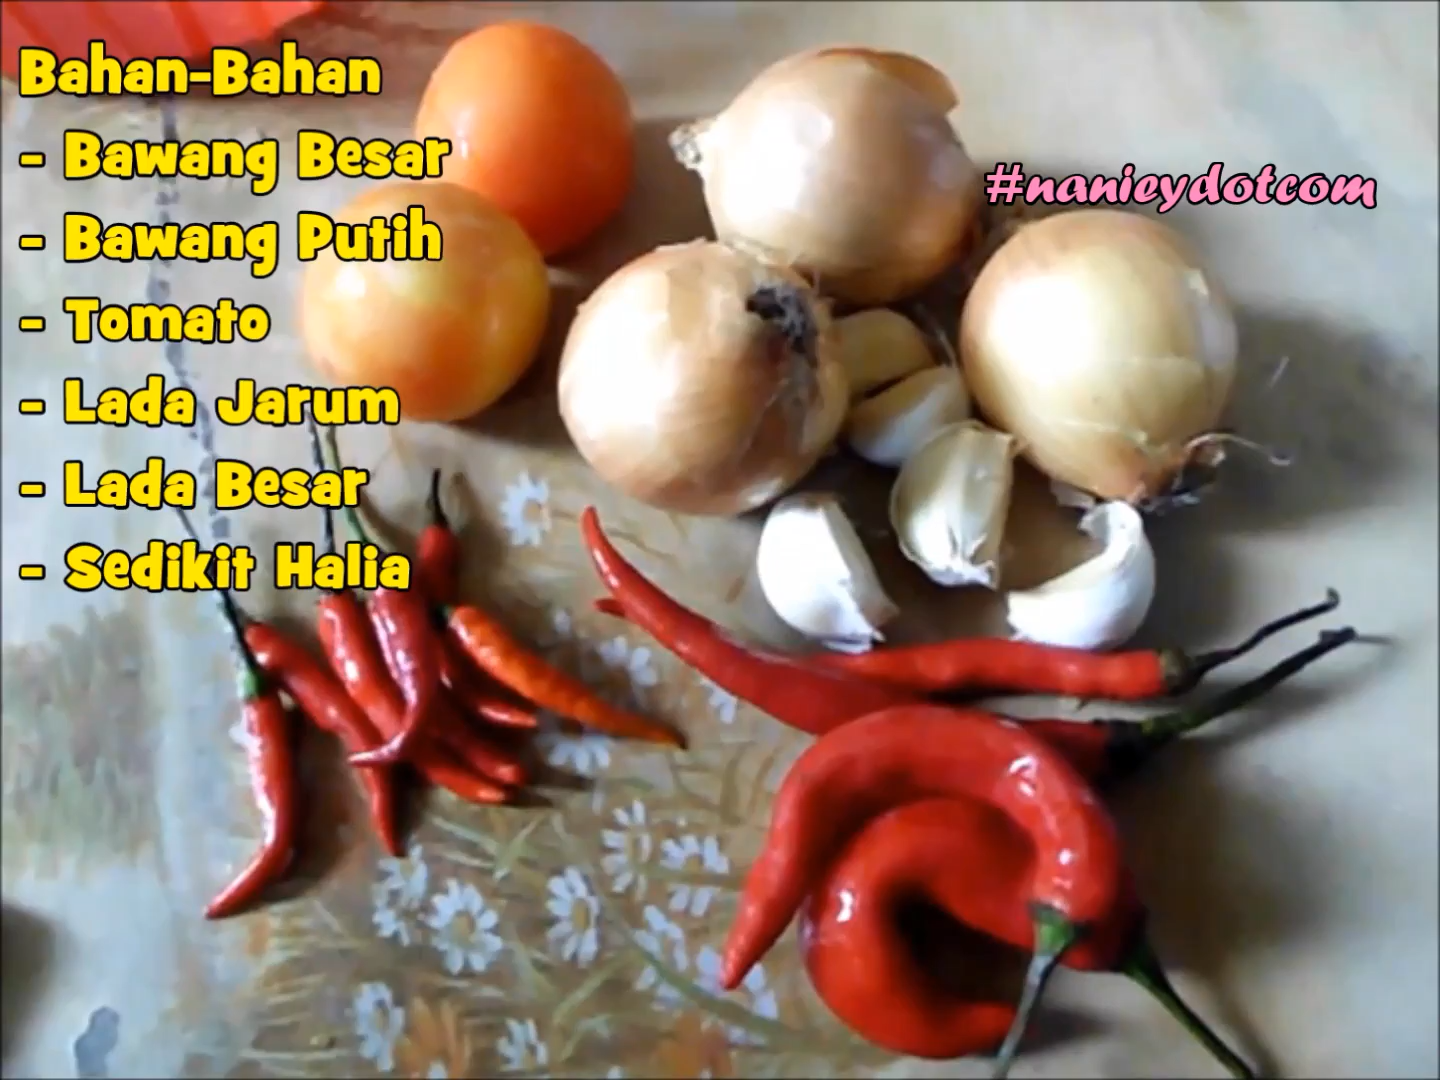 Bahan-Bahan
- Bawang Besar
- Bawang Putih
- Tomato
- Lada Jarum
- Lada Besar
- Sedikit Halia
#nanieydotcom